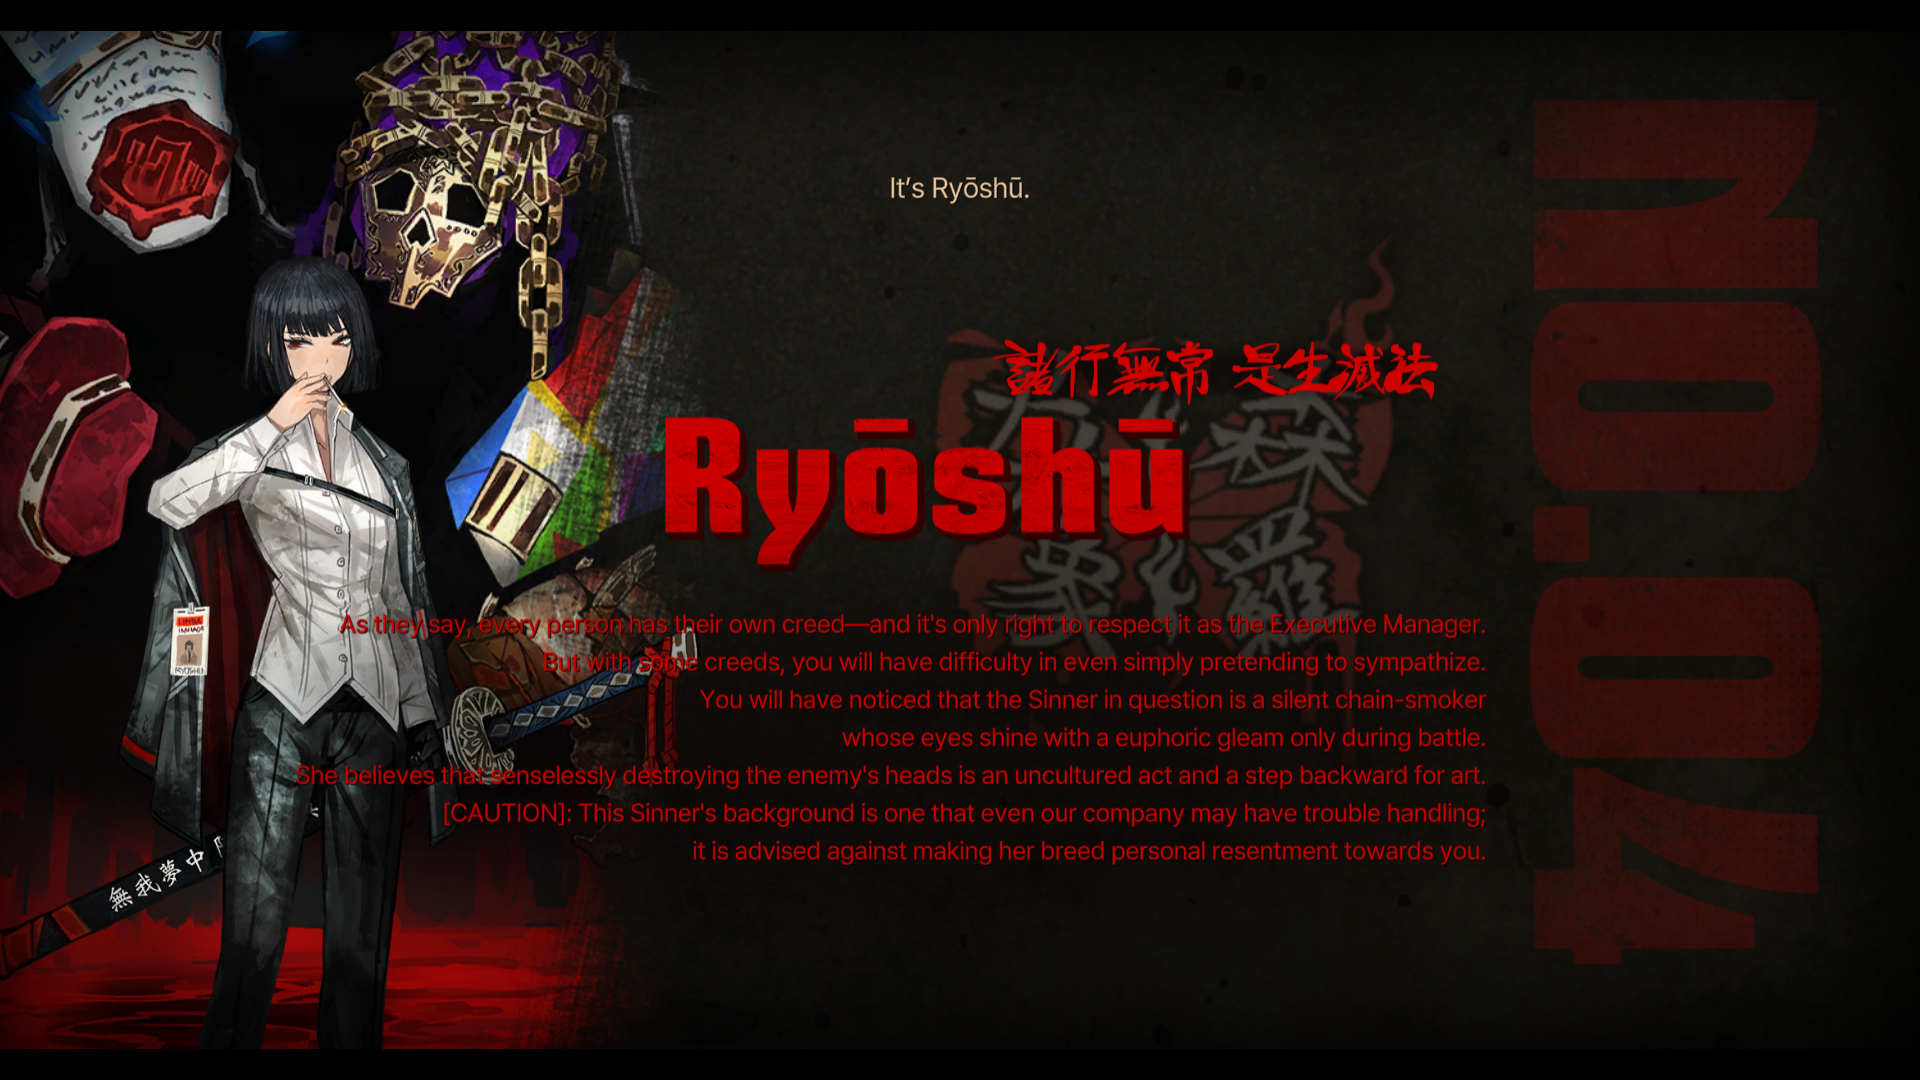 It’s Ryōshū.
諸行無常 是生滅法
Ryōshū
NO.04
森羅
As they say, every person has their own creed—and it's only right to respect it as the Executive Manager.
But with some creeds, you will have difficulty in even simply pretending to sympathize.
You will have noticed that the Sinner in question is a silent chain-smoker
whose eyes shine with a euphoric gleam only during battle.
She believes that senselessly destroying the enemy's heads is an uncultured act and a step backward for art.
[CAUTION]: This Sinner's background is one that even our company may have trouble handling;
it is advised against making her breed personal resentment towards you.
RYOSHU
無我夢中